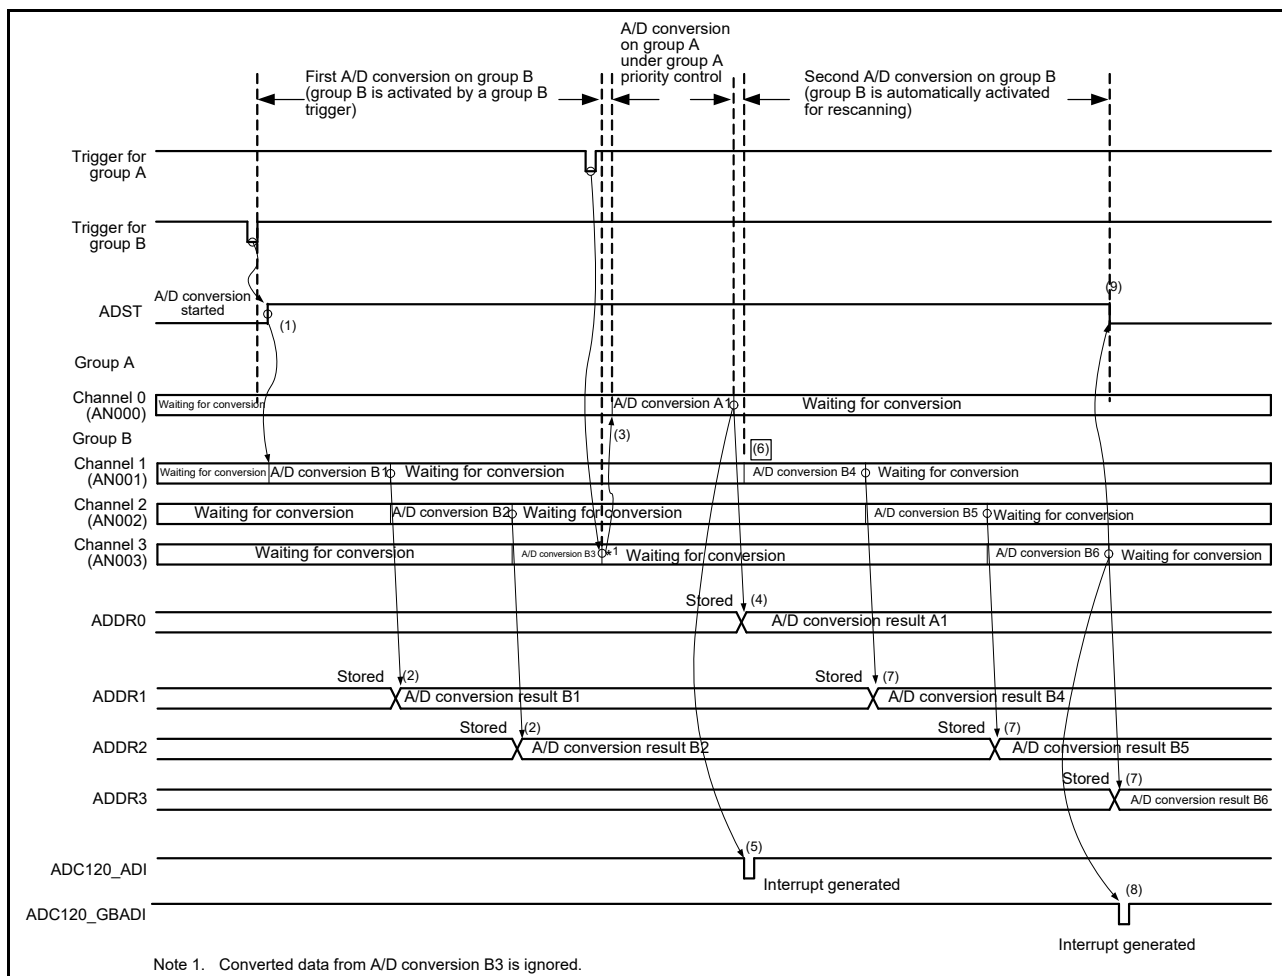 A/D conversion
on group A
under group A
priority control
First A/D conversion on group B
(group B is activated by a group B
trigger)
Second A/D conversion on group B
(group B is automatically activated
for rescanning)
Trigger for
group A
Trigger for
group B
A/D conversion
started
ADST
(1)
(9)
Group A
Channel 0
(AN000)
Waiting for conversion
A/D conversion A1
Waiting for conversion
(3)
Group B
(6)
Channel 1
(AN001)
Waiting for conversion
A/D conversion B1
Waiting for conversion
A/D conversion B4
Waiting for conversion
Channel 2
(AN002)
Waiting for conversion
A/D conversion B2
Waiting for conversion
A/D conversion B5
Waiting for conversion
Channel 3
(AN003)
Waiting for conversion
A/D conversion B3
*1
Waiting for conversion
A/D conversion B6
Waiting for conversion
Stored
(4)
ADDR0
A/D conversion result A1
Stored
(2)
Stored
(7)
ADDR1
A/D conversion result B1
A/D conversion result B4
Stored
(2)
Stored
(7)
ADDR2
A/D conversion result B2
A/D conversion result B5
Stored
(7)
ADDR3
A/D conversion result B6
(5)
ADC120_ADI
Interrupt generated
(8)
ADC120_GBADI
Interrupt generated
Note 1. Converted data from A/D conversion B3 is ignored.